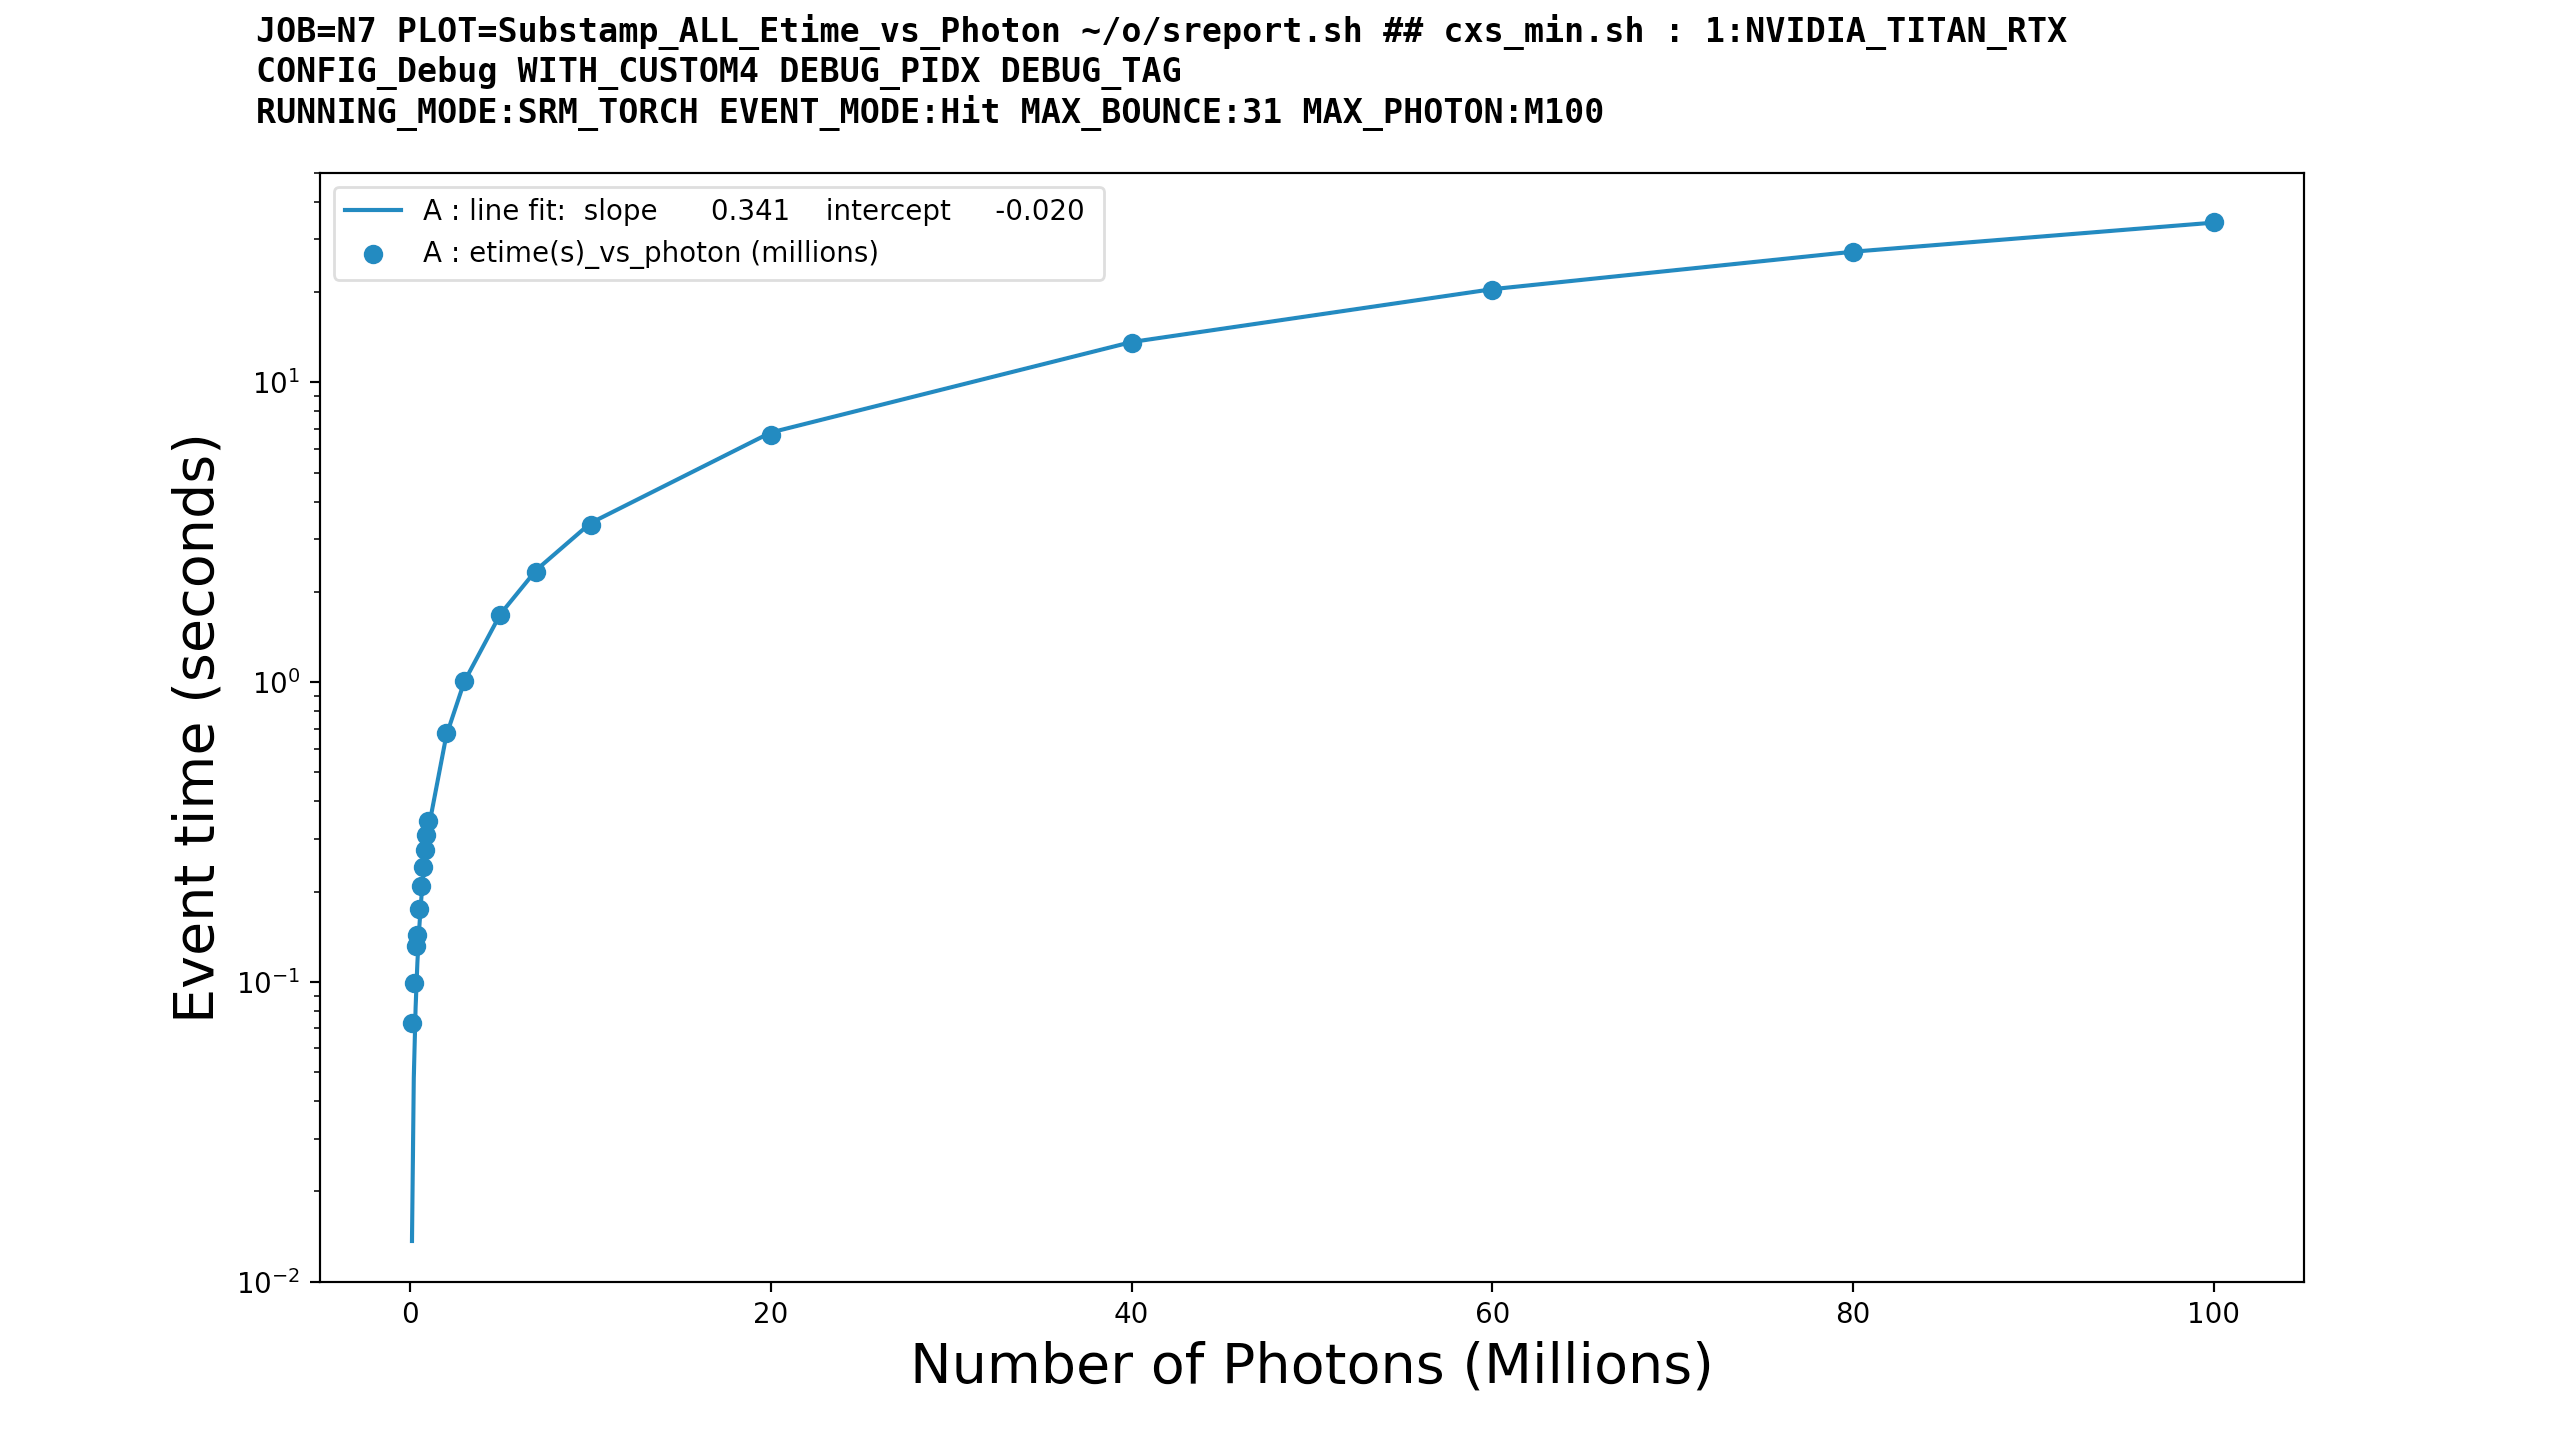 JOB=N7 PLOT=Substamp_ALL_Etime_vs_Photon ~/o/sreport.sh ## cxs_min.sh : 1:NVIDIA_TITAN_RTX
CONFIG_Debug WITH_CUSTOM4 DEBUG_PIDX DEBUG_TAG
RUNNING_MODE:SRM_TORCH EVENT_MODE:Hit MAX_BOUNCE:31 MAX_PHOTON:M100
A : line fit: slope 0.341 intercept -0.020
A : etime(s)_vs_photon (millions)
Event time (seconds)
10¹
10⁰
10⁻¹
10⁻²
0 20 40 60 80 100
Number of Photons (Millions)